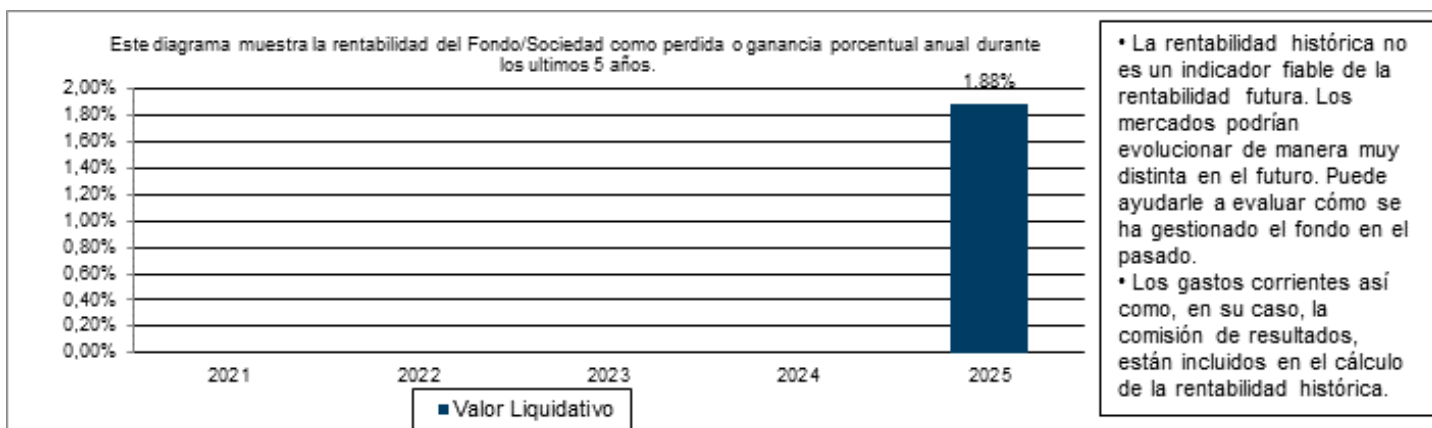 Este diagrama muestra la rentabilidad del Fondo/Sociedad como perdida o ganancia porcentual anual durante
los ultimos 5 años.
2,00%
1,80%
1,60%
1,40%
1,20%
1,00%
0,80%
0,60%
0,40%
0,20%
0,00%
1.88%
2021
2022
2023
2024
2025
Valor Liquidativo
• La rentabilidad histórica no
es un indicador fiable de la
rentabilidad futura. Los
mercados podrían
evolucionar de manera muy
distinta en el futuro. Puede
ayudarle a evaluar cómo se
ha gestionado el fondo en el
pasado.
• Los gastos corrientes así
como, en su caso, la
comisión de resultados,
están incluidos en el cálculo
de la rentabilidad histórica.